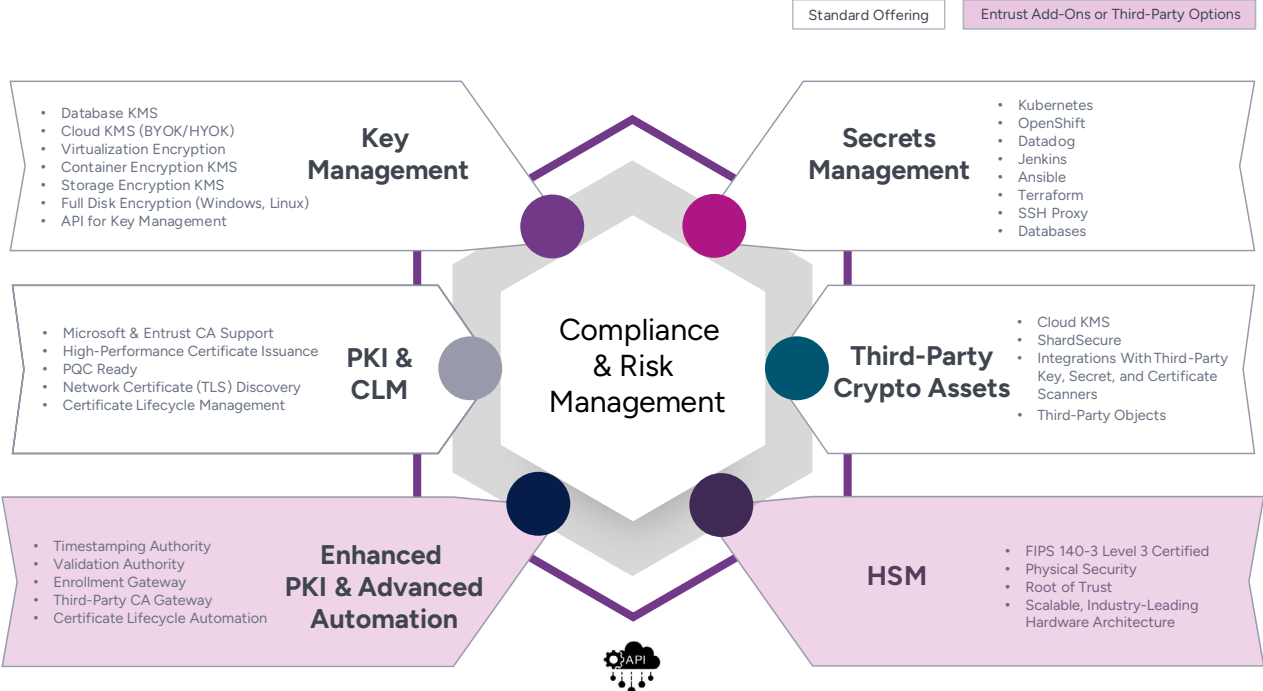 Standard Offering
Entrust Add-Ons or Third-Party Options
• Database KMS
• Cloud KMS (BYOK/HYOK)
• Virtualization Encryption
• Container Encryption KMS
• Storage Encryption KMS
• Full Disk Encryption (Windows, Linux)
• API for Key Management
Key
Management
Secrets
Management
• Kubernetes
• OpenShift
• Datadog
• Jenkins
• Ansible
• Terraform
• SSH Proxy
• Databases
• Microsoft & Entrust CA Support
• High-Performance Certificate Issuance
• PQC Ready
• Network Certificate (TLS) Discovery
• Certificate Lifecycle Management
PKI &
CLM
Compliance
& Risk
Management
Third-Party
Crypto Assets
• Cloud KMS
• ShardSecure
• Integrations With Third-Party
Key, Secret, and Certificate
Scanners
• Third-Party Objects
• Timestamping Authority
• Validation Authority
• Enrollment Gateway
• Third-Party CA Gateway
• Certificate Lifecycle Automation
Enhanced
PKI & Advanced
Automation
HSM
• FIPS 140-3 Level 3 Certified
• Physical Security
• Root of Trust
• Scalable, Industry-Leading
Hardware Architecture
API